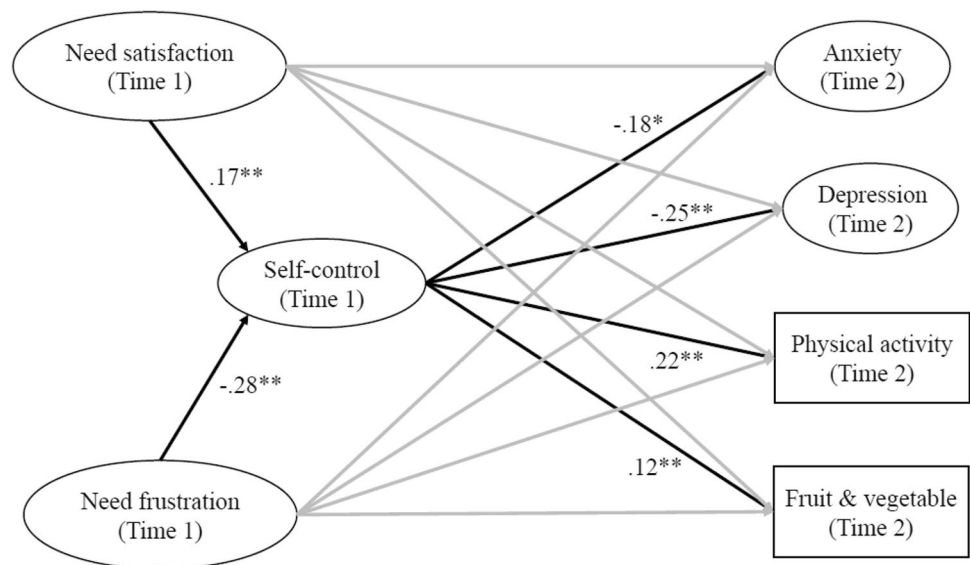 Need satisfaction
(Time 1)
Anxiety
(Time 2)
-.18*
.17**
Depression
(Time 2)
-.25**
Self-control
(Time 1)
Physical activity
(Time 2)
.22**
-.28**
.12**
Need frustration
(Time 1)
Fruit & vegetable
(Time 2)